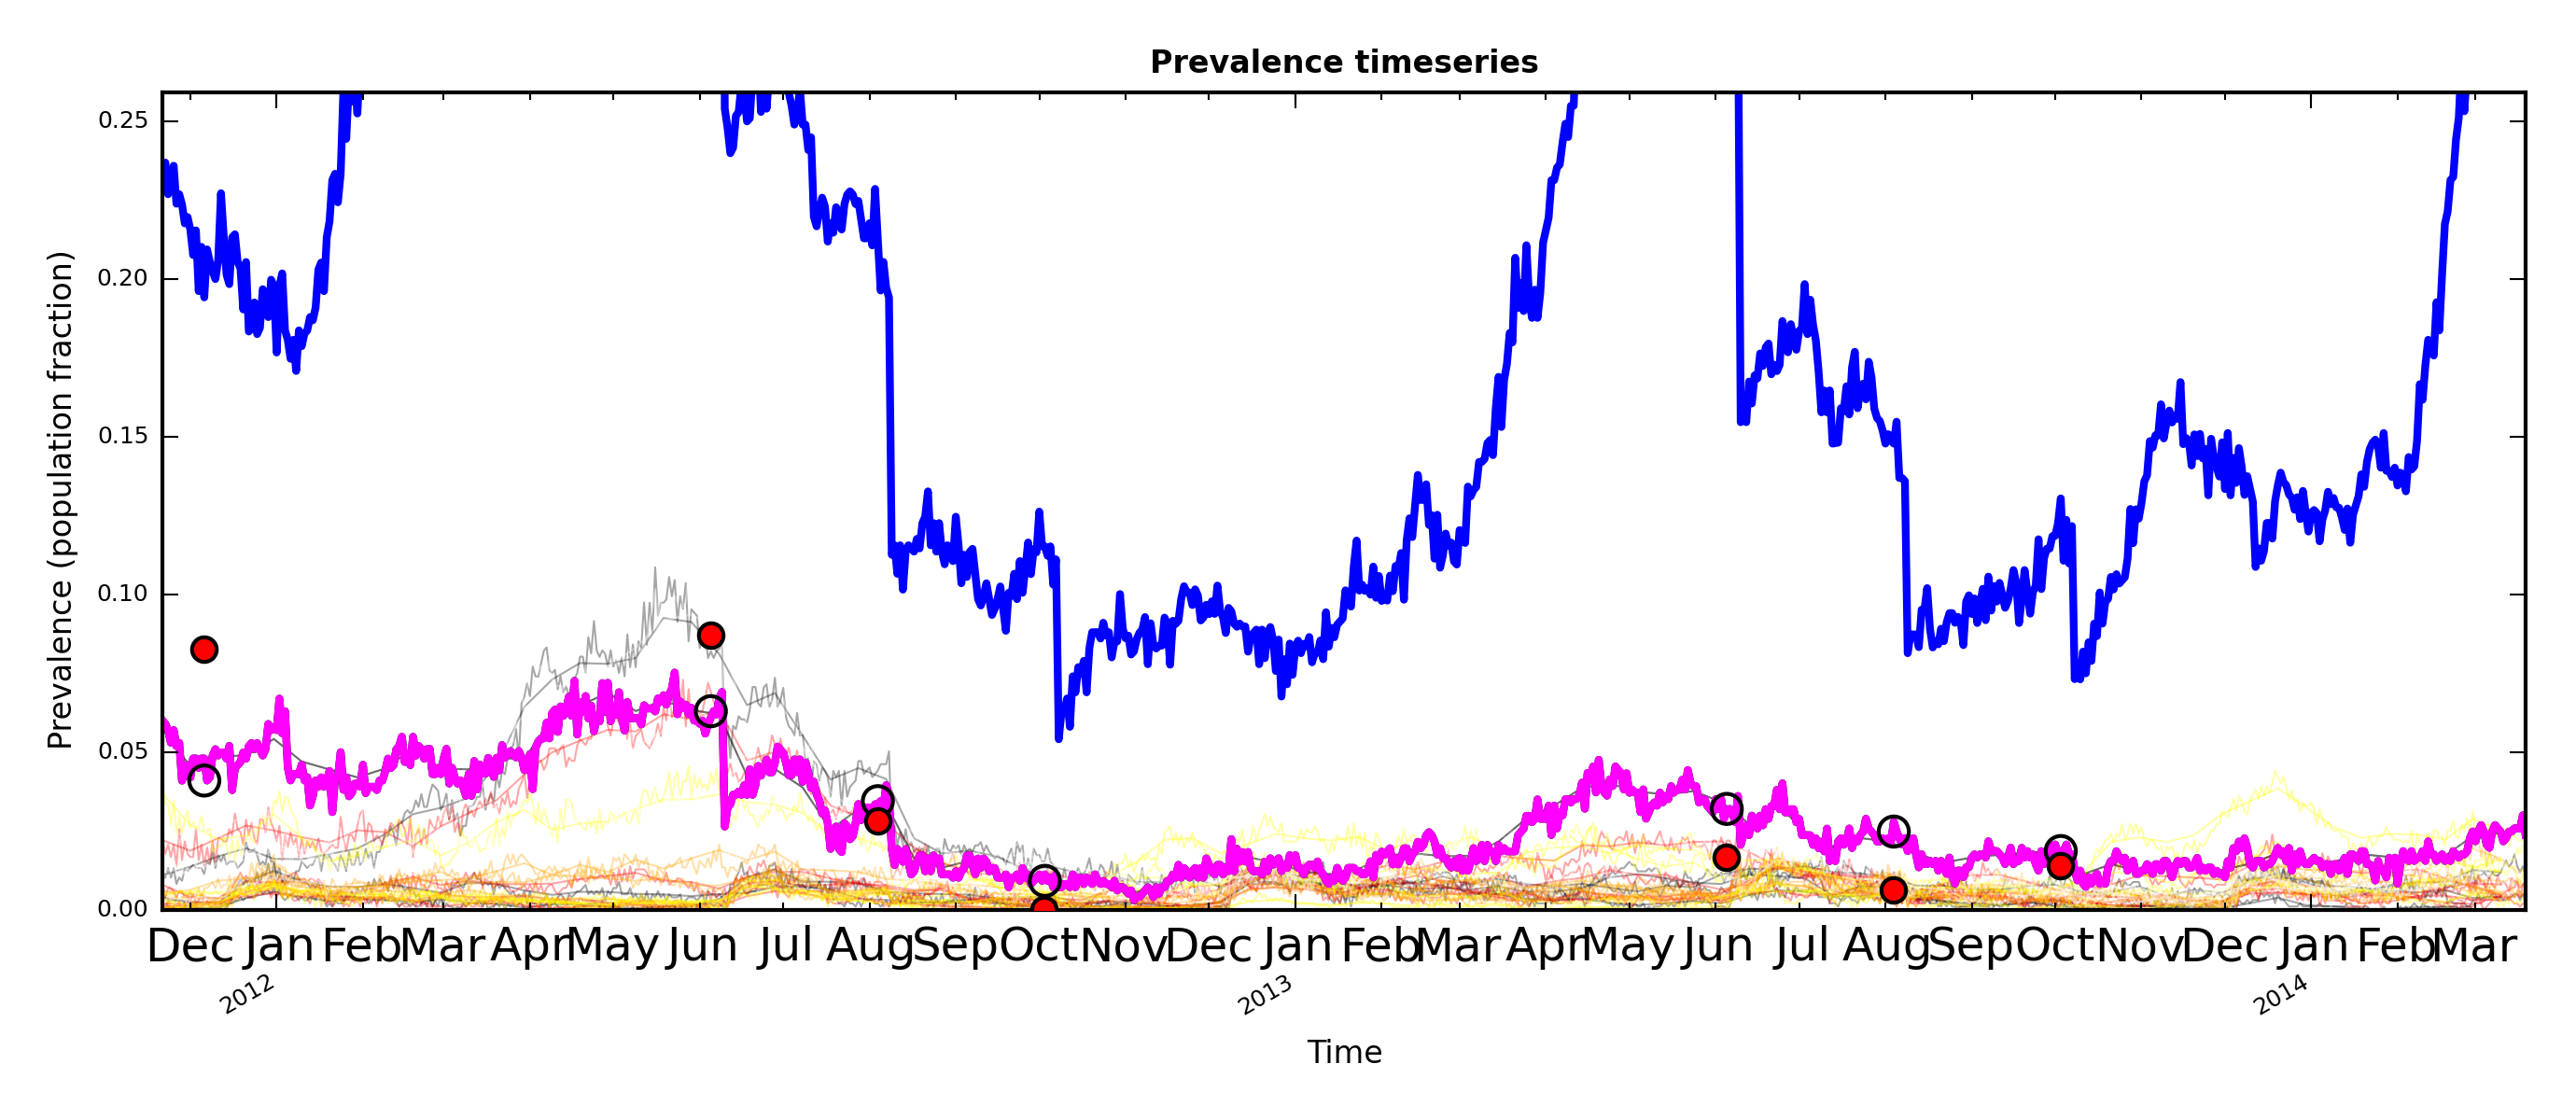 Prevalence timeseries
Prevalence (population fraction)
0.25
0.20
0.15
0.10
0.05
0.00
Dec Jan Feb Mar Apr May Jun Jul Aug Sep Oct Nov Dec Jan Feb Mar Apr May Jun Jul Aug Sep Oct Nov Dec Jan Feb Mar
2012 2013 2014
Time